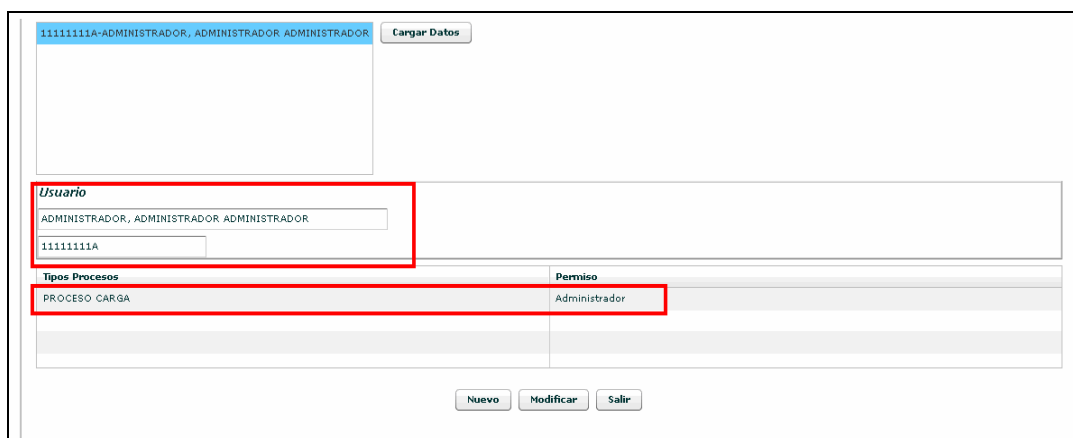 11111111A-ADMINISTRADOR, ADMINISTRADOR ADMINISTRADOR Cargar Datos
Usuario
ADMINISTRADOR, ADMINISTRADOR ADMINISTRADOR
11111111A
Tipos Procesos Permiso
PROCESO CARGA Administrador
Nuevo Modificar Salir